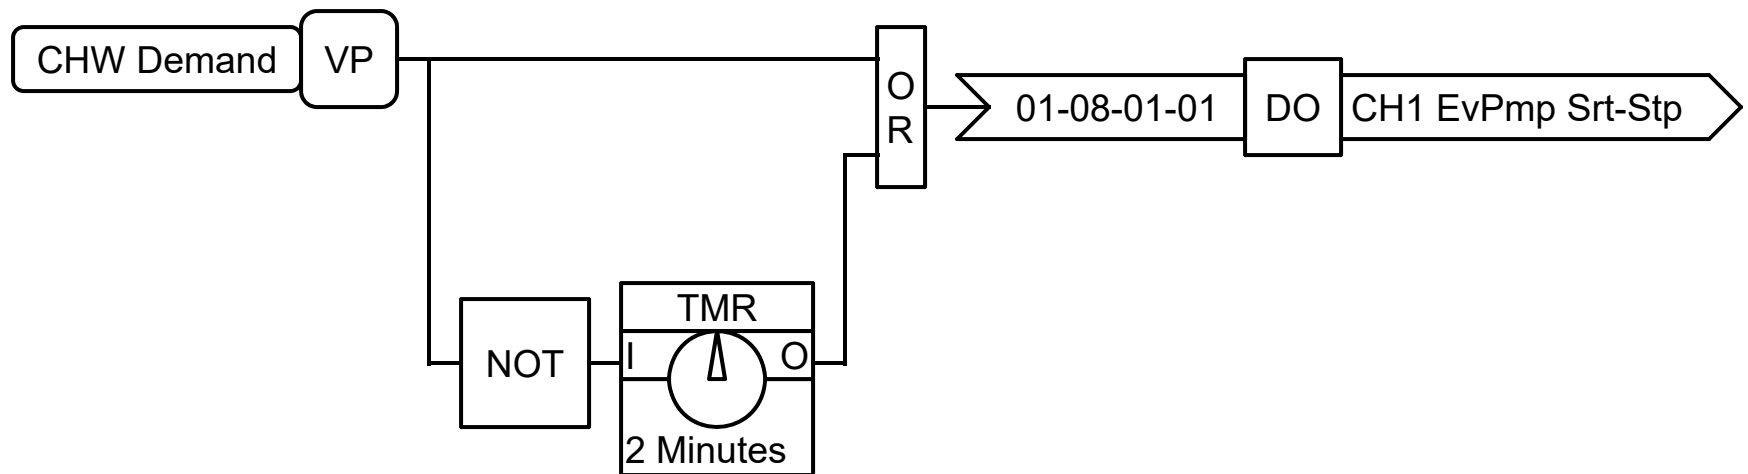 CHW Demand
VP
O
R
01-08-01-01
DO
CH1 EvPmp Srt-Stp
NOT
TMR
I
O
2 Minutes